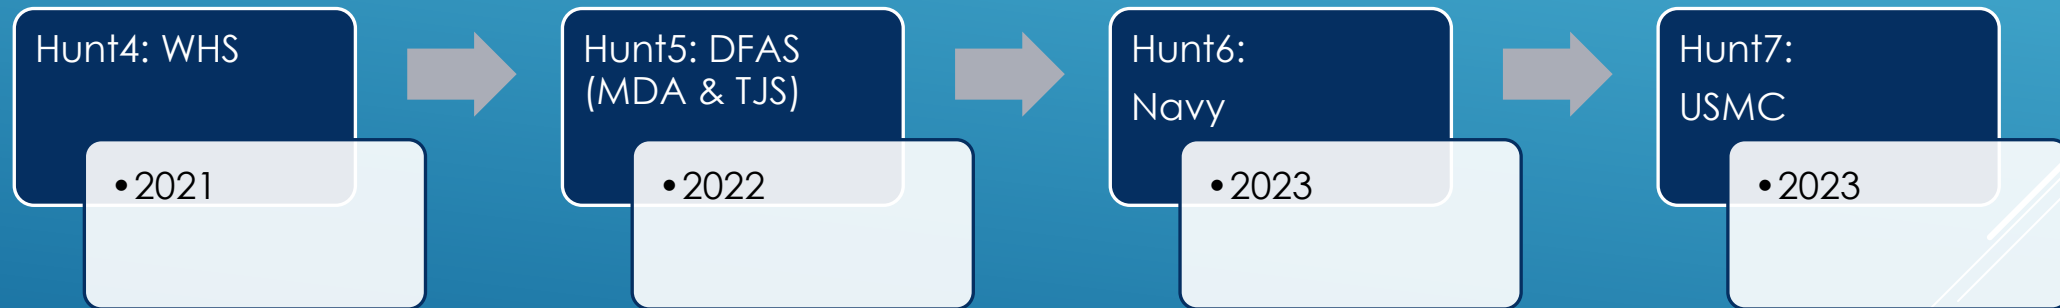 Hunt4: WHS
•2021
Hunt5: DFAS
(MDA & TJS)
•2022
Hunt6:
Navy
•2023
Hunt7:
USMC
•2023